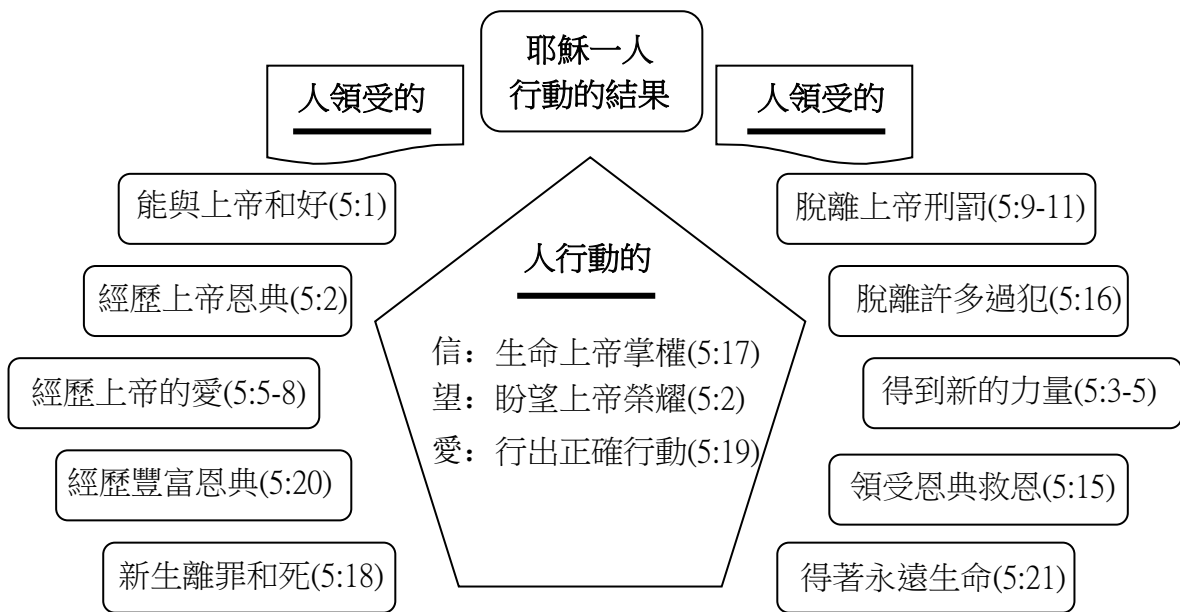 耶穌一人
行動的結果
人領受的
人領受的
能與上帝和好(5:1)
經歷上帝恩典(5:2)
經歷上帝的愛(5:5-8)
經歷豐富恩典(5:20)
新生離罪和死(5:18)
人行動的
信：生命上帝掌權(5:17)
望：盼望上帝榮耀(5:2)
愛：行出正確行動(5:19)
脫離上帝刑罰(5:9-11)
脫離許多過犯(5:16)
得到新的力量(5:3-5)
領受恩典救恩(5:15)
得著永遠生命(5:21)